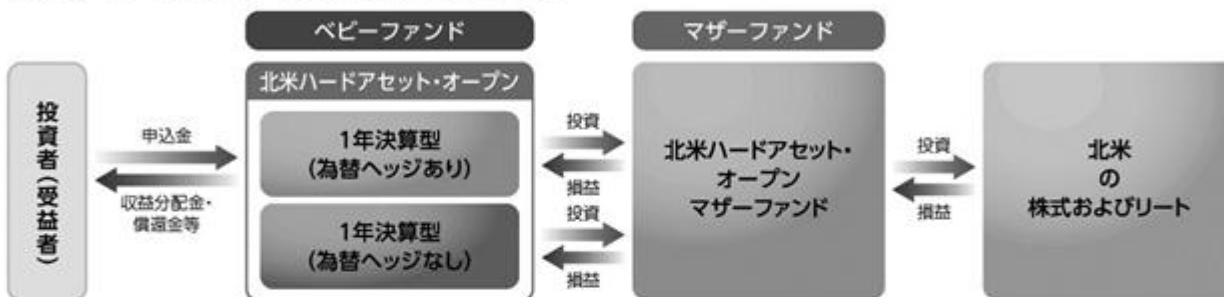 ベビーファンド
マザーファンド
投資者(受益者)
申込金
収益分配金・
償還金等
北米ハードアセット・オープン
1年決算型
(為替ヘッジあり)
1年決算型
(為替ヘッジなし)
投資
損益
投資
損益
北米ハードアセット・
オープン
マザーファンド
投資
損益
北米
の
株式およびリート